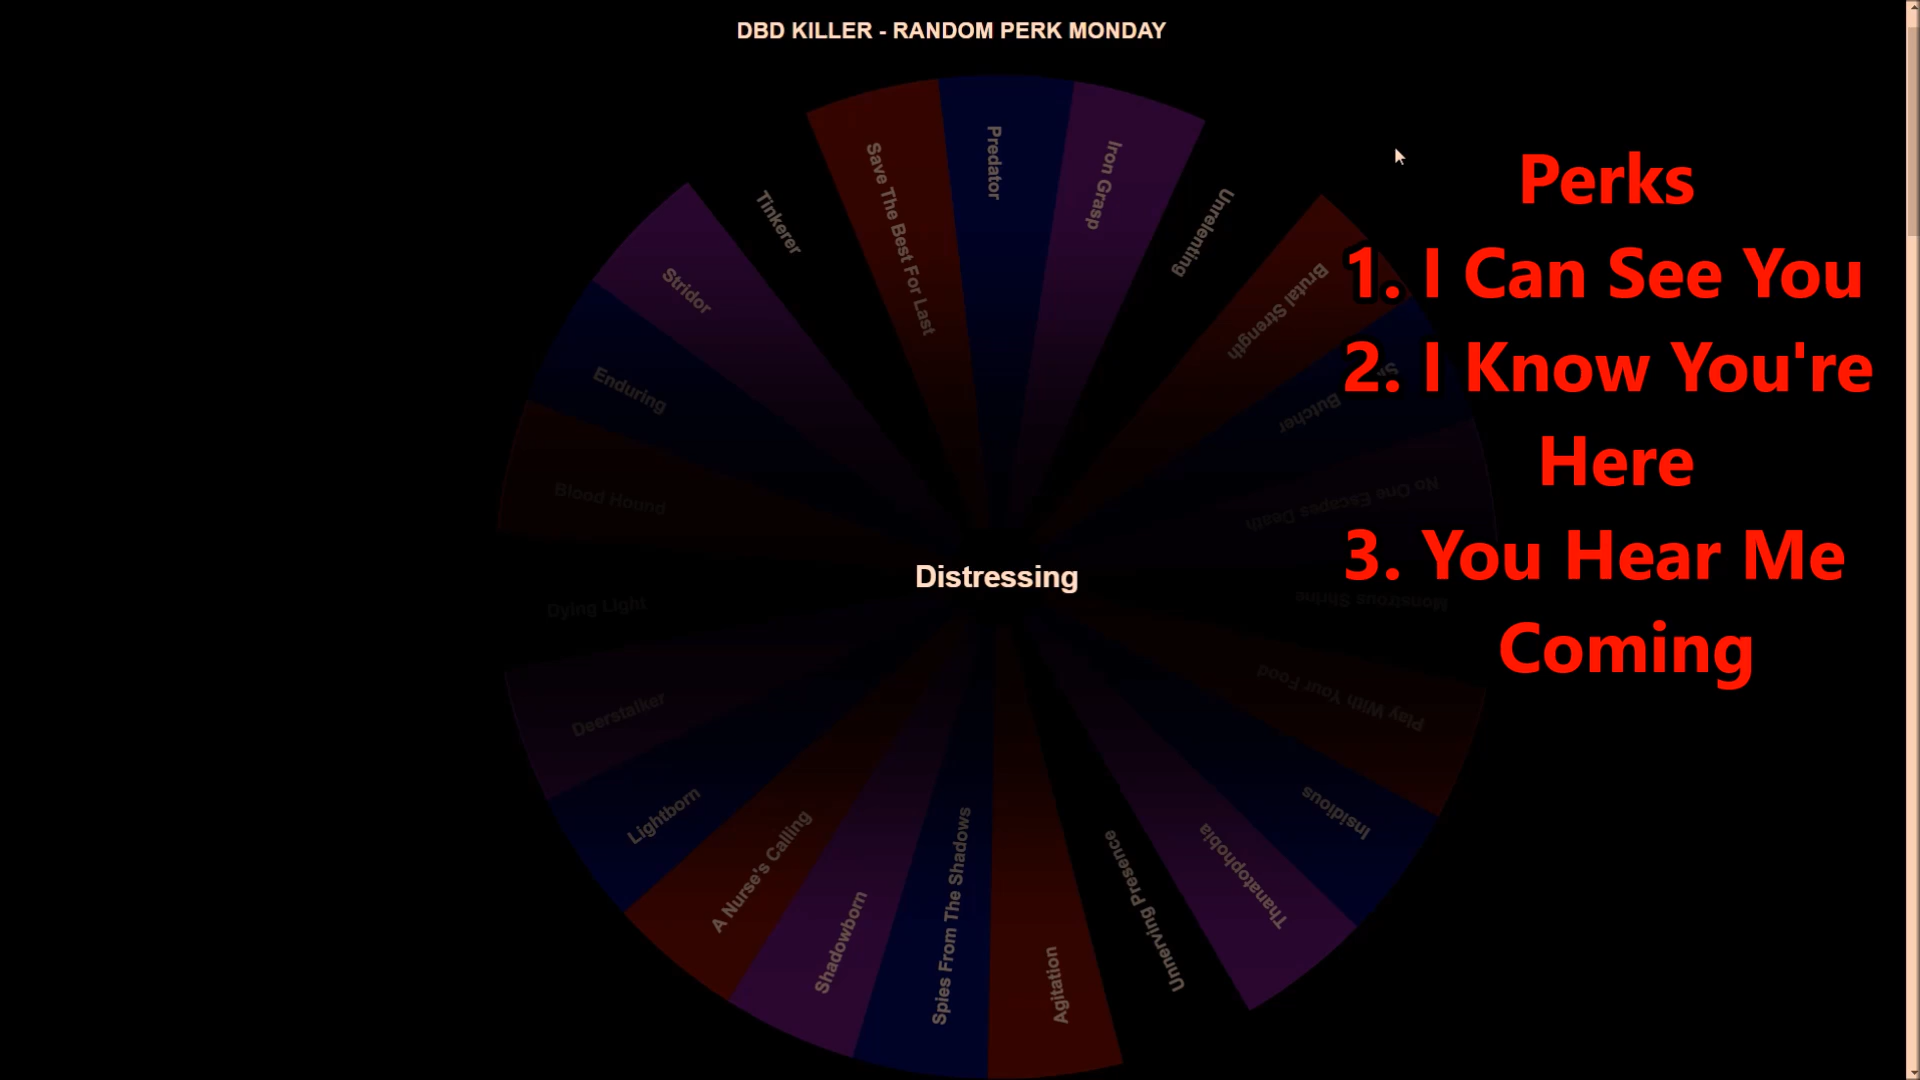 DBD KILLER - RANDOM PERK MONDAY
Perks
1. I Can See You
2. I Know You're
Here
3. You Hear Me
Coming
Distressing
Tinkerer
Save The Best For Last
Predator
Iron Grasp
Unrelenting
Brutal Strength
Butcher
No One Escapes Death
Monstrous Shrine
Play With Your Food
Insidious
Thanatophobia
Unnerving Presence
Agitation
Spies From The Shadows
Shadowborn
A Nurse's Calling
Lightborn
Deerstalker
Dying Light
Blood Hound
Enduring
Stridor